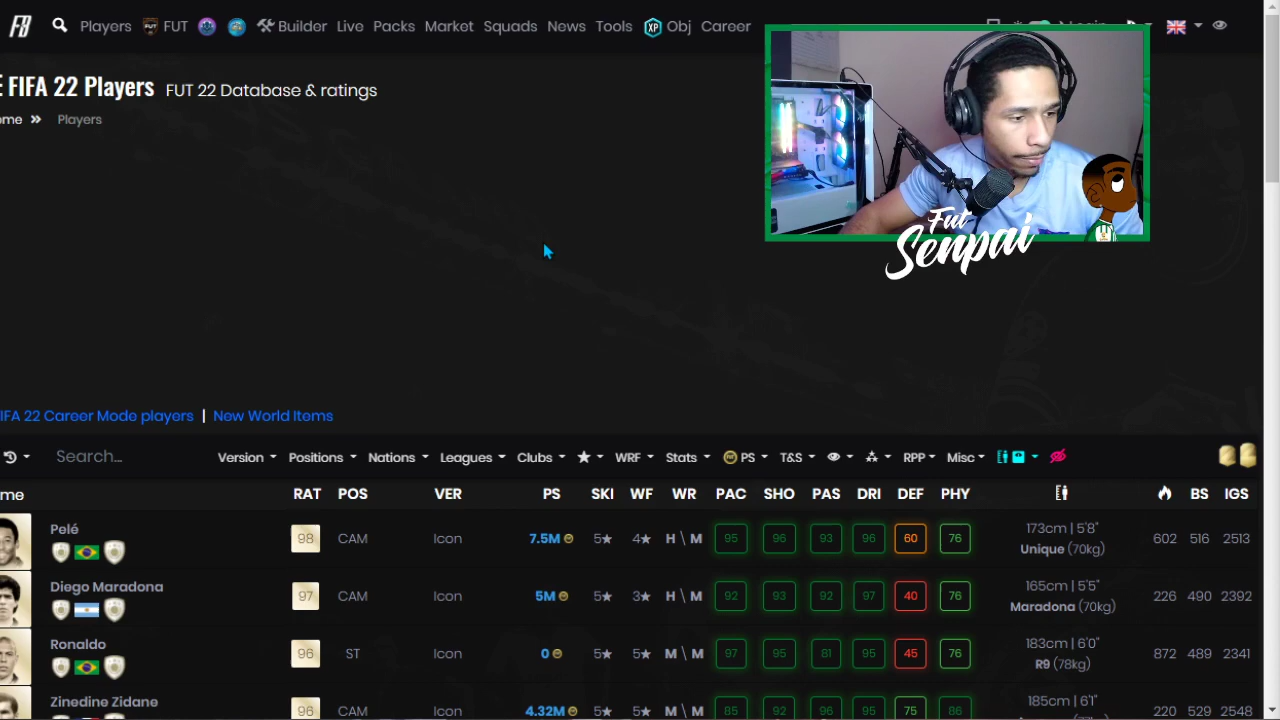 FB Players FUT FUT Builder Live Packs Market Squads News Tools XP Obj Career
FIFA 22 Players FUT 22 Database & ratings
ome » Players
Fut
Senpai
IFA 22 Career Mode players | New World Items
Search... Version Positions Nations Leagues Clubs ★ WRF Stats PS T&S RPP Misc
me RAT POS VER PS SKI WF WR PAC SHO PAS DRI DEF PHY BS IGS
Pelé 98 CAM Icon 7.5M 5★ 4★ H \ M 95 96 93 96 60 76 173cm | 5'8" 602 516 2513
Unique (70kg)
Diego Maradona 97 CAM Icon 5M 5★ 3★ H \ M 92 93 92 97 40 76 165cm | 5'5" 226 490 2392
Maradona (70kg)
Ronaldo 96 ST Icon 0 5★ 5★ M \ M 97 95 81 95 45 76 183cm | 6'0" 872 489 2341
R9 (78kg)
Zinedine Zidane 96 CAM Icon 4.32M 5★ 5★ M \ M 85 92 96 95 75 86 185cm | 6'1" 220 529 2548